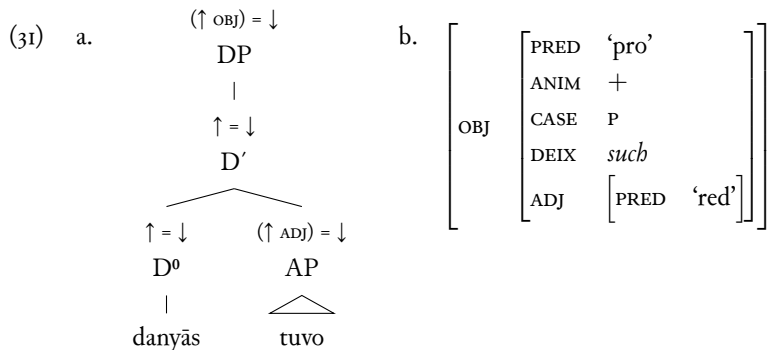 (31) a.
(↑ OBJ) = ↓
DP
↑ = ↓
D′
↑ = ↓ (↑ ADJ) = ↓
D⁰ AP
danyās tuvo
b.
OBJ
PRED ‘pro’
ANIM +
CASE P
DEIX such
ADJ [PRED ‘red’]